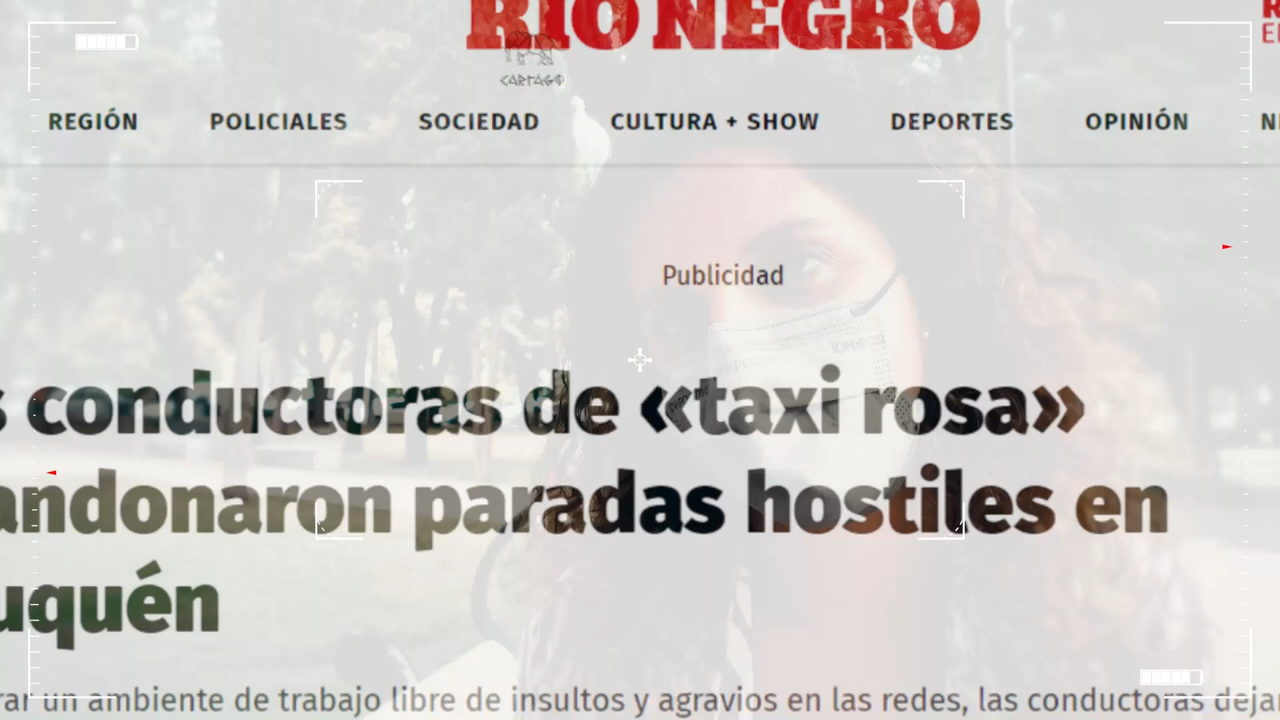 RÍO NEGRO
CARTAGO
REGIÓN POLICIALES SOCIEDAD CULTURA + SHOW DEPORTES OPINIÓN
Publicidad
conductoras de «taxi rosa»
andonaron paradas hostiles en
uquén
rar un ambiente de trabajo libre de insultos y agravios en las redes, las conductoras dejar